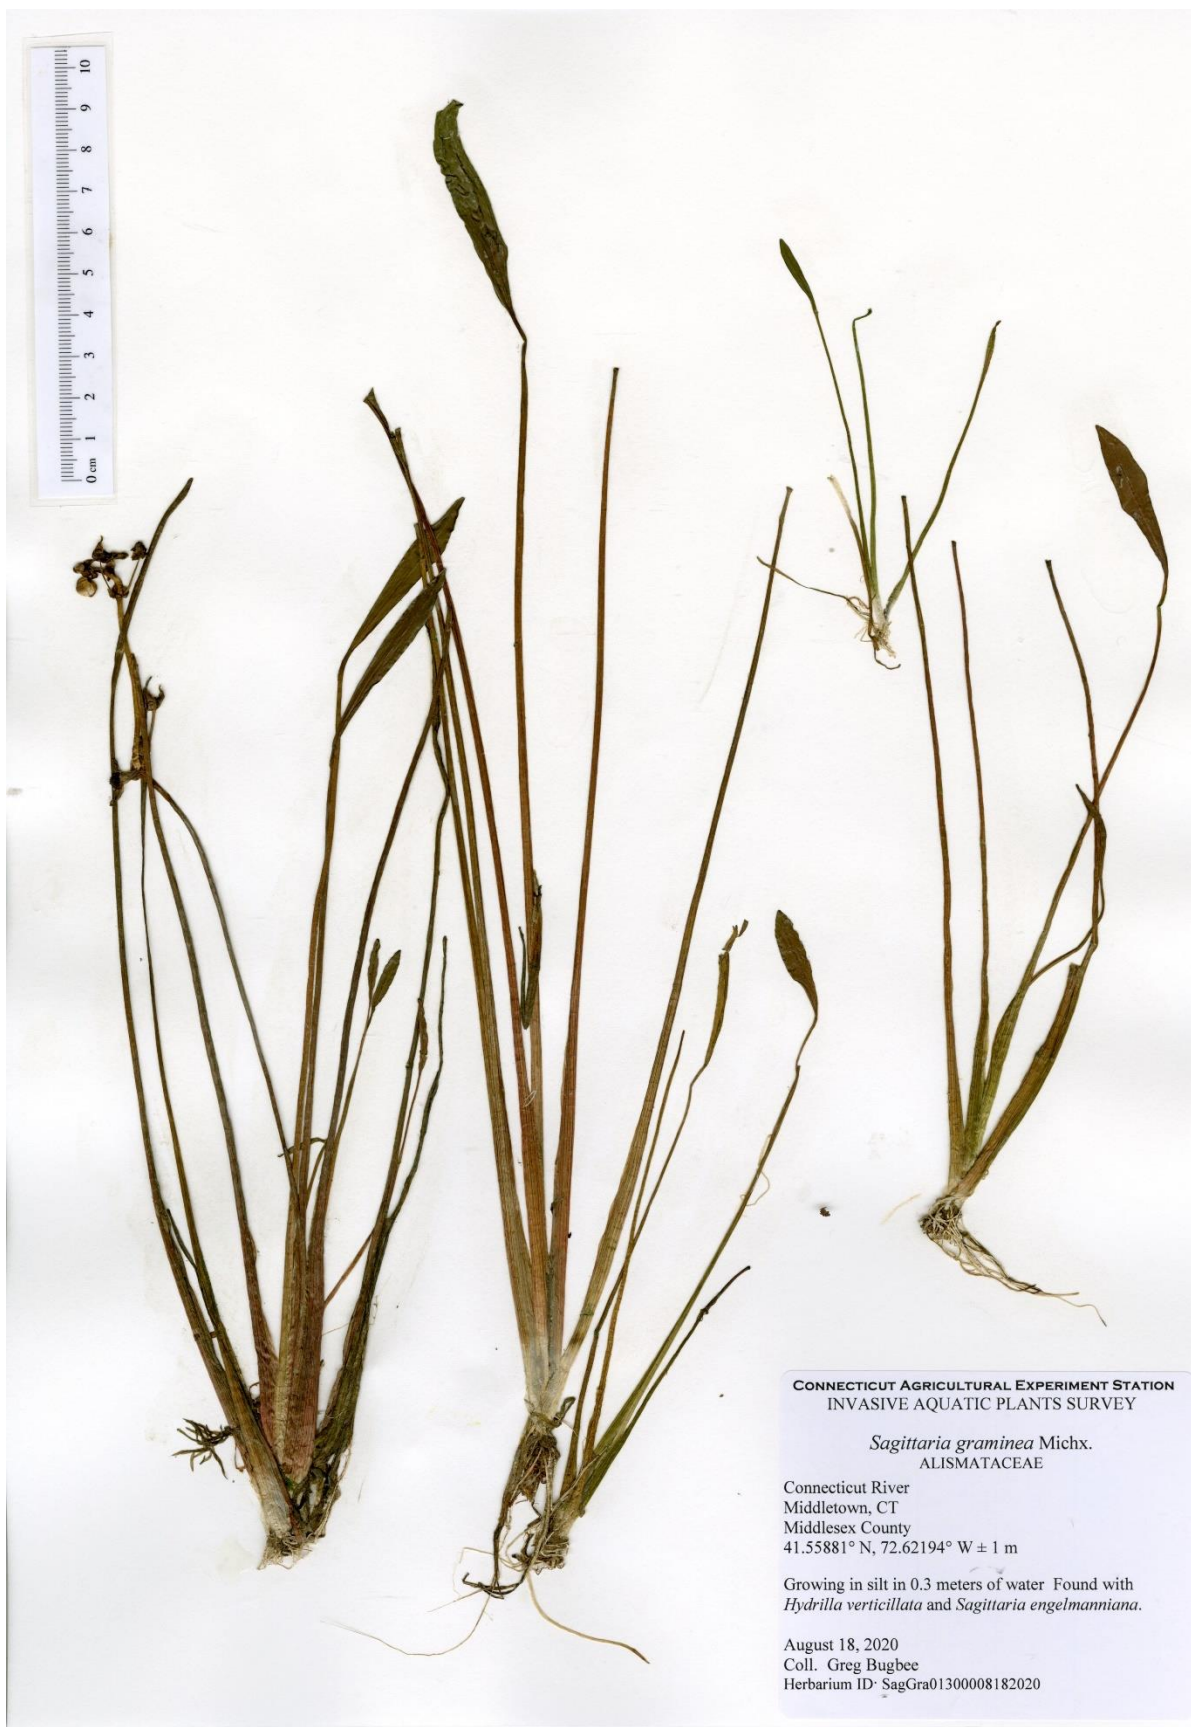 10
9
8
7
6
5
4
3
2
1
0 cm
CONNECTICUT AGRICULTURAL EXPERIMENT STATION
INVASIVE AQUATIC PLANTS SURVEY
Sagittaria graminea Michx.
ALISMATACEAE
Connecticut River
Middletown, CT
Middlesex County
41.55881° N, 72.62194° W ± 1 m
Growing in silt in 0.3 meters of water Found with
Hydrilla verticillata and Sagittaria engelmanniana.
August 18, 2020
Coll. Greg Bugbee
Herbarium ID: SagGra01300008182020